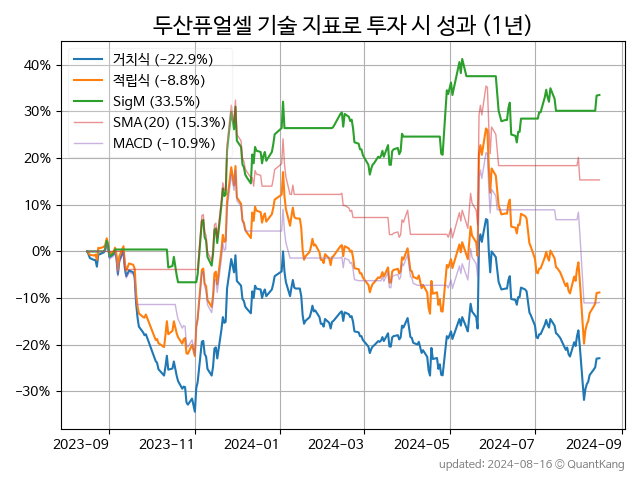 두산퓨얼셀 기술 지표로 투자 시 성과 (1년)
거치식 (−22.9%)
적립식 (−8.8%)
SigM (33.5%)
SMA(20) (15.3%)
MACD (−10.9%)
40%
30%
20%
10%
0%
−10%
−20%
−30%
2023-09 2023-11 2024-01 2024-03 2024-05 2024-07 2024-09
updated: 2024-08-16 © QuantKang